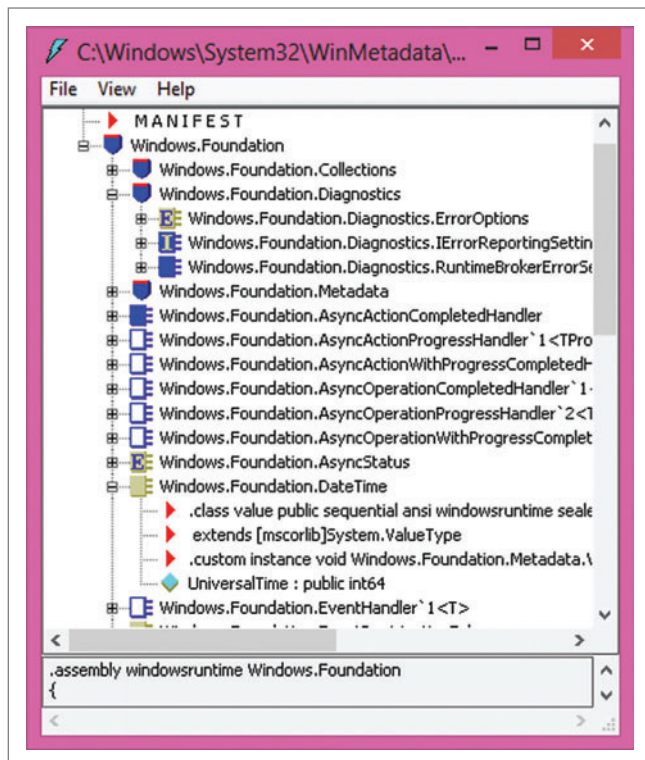 C:\Windows\System32\WinMetadata\...
File View Help
MANIFEST
Windows.Foundation
Windows.Foundation.Collections
Windows.Foundation.Diagnostics
Windows.Foundation.Diagnostics.ErrorOptions
Windows.Foundation.Diagnostics.IErrorReportingSettin
Windows.Foundation.Diagnostics.RuntimeBrokerErrorSe
Windows.Foundation.Metadata
Windows.Foundation.AsyncActionCompletedHandler
Windows.Foundation.AsyncActionProgressHandler`1<TPro
Windows.Foundation.AsyncActionWithProgressCompletedH
Windows.Foundation.AsyncOperationCompletedHandler`1
Windows.Foundation.AsyncOperationProgressHandler`2<T
Windows.Foundation.AsyncOperationWithProgressComplet
Windows.Foundation.AsyncStatus
Windows.Foundation.DateTime
.class value public sequential ansi windowsruntime seale
extends [mscorlib]System.ValueType
.custom instance void Windows.Foundation.Metadata.\
UniversalTime : public int64
Windows.Foundation.EventHandler`1<T>
.assembly windowsruntime Windows.Foundation
{